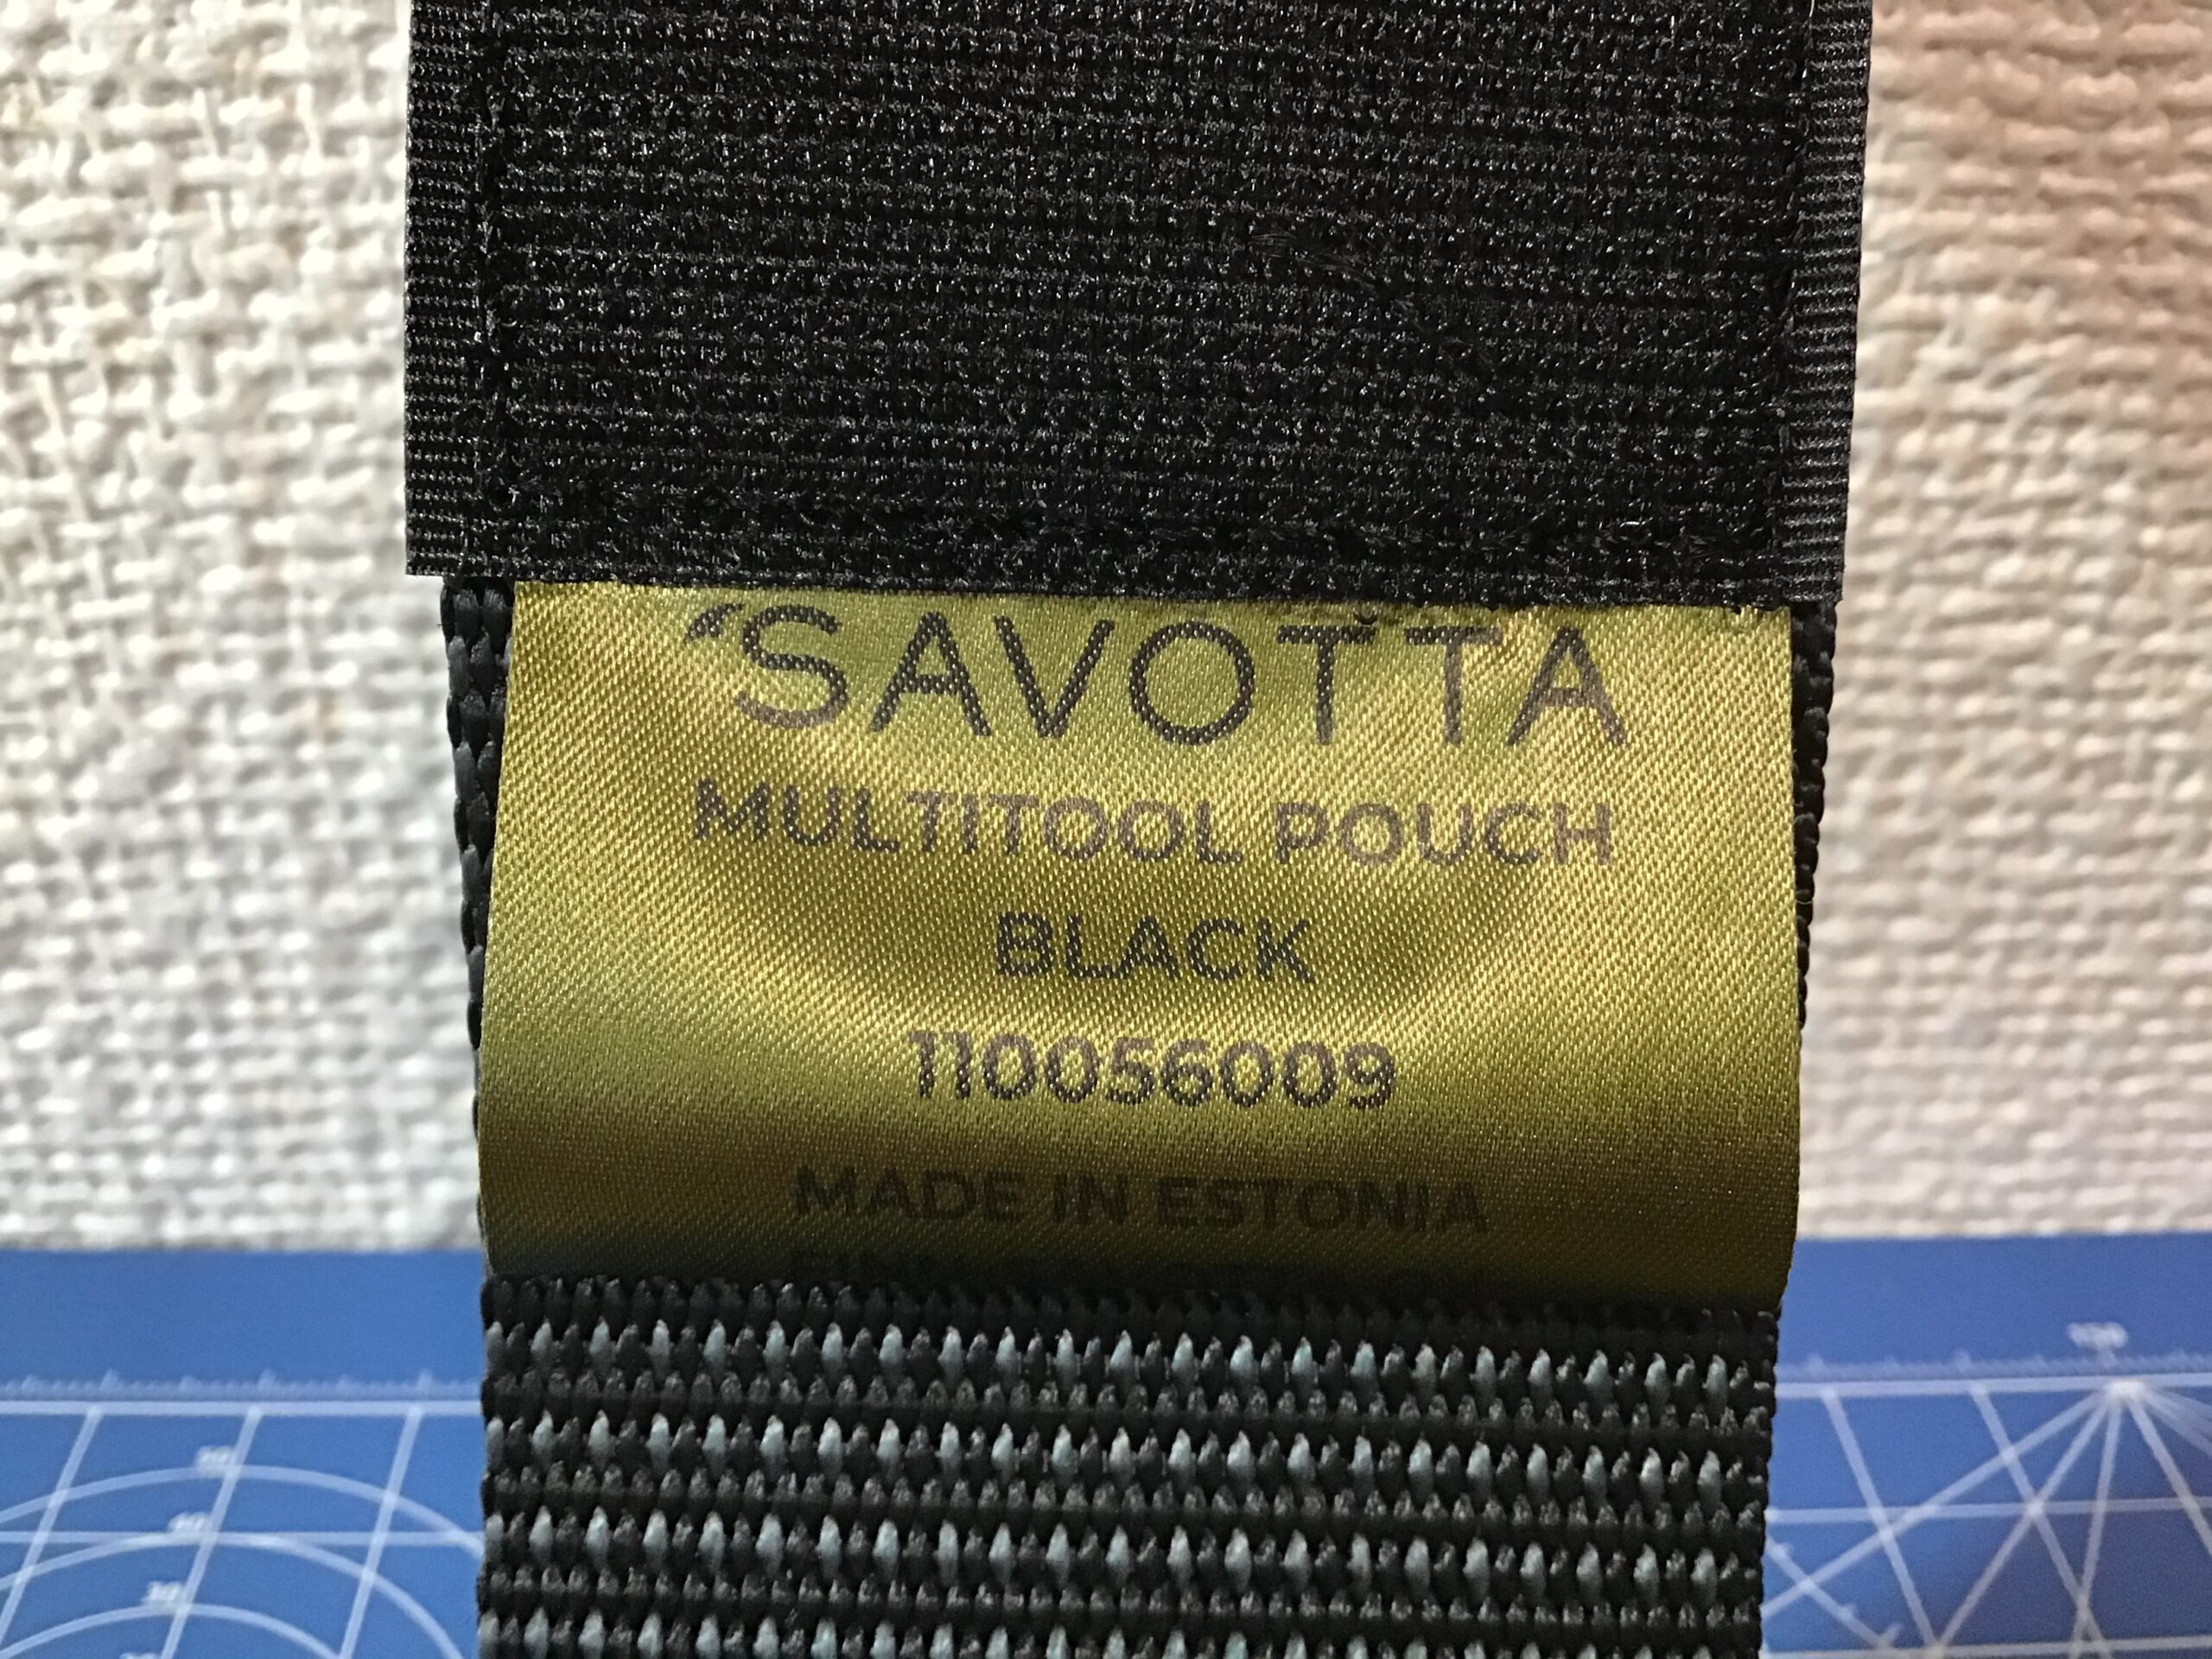 SAVOTTA
MULTITOOL POUCH
BLACK
110056009
MADE IN ESTONIA